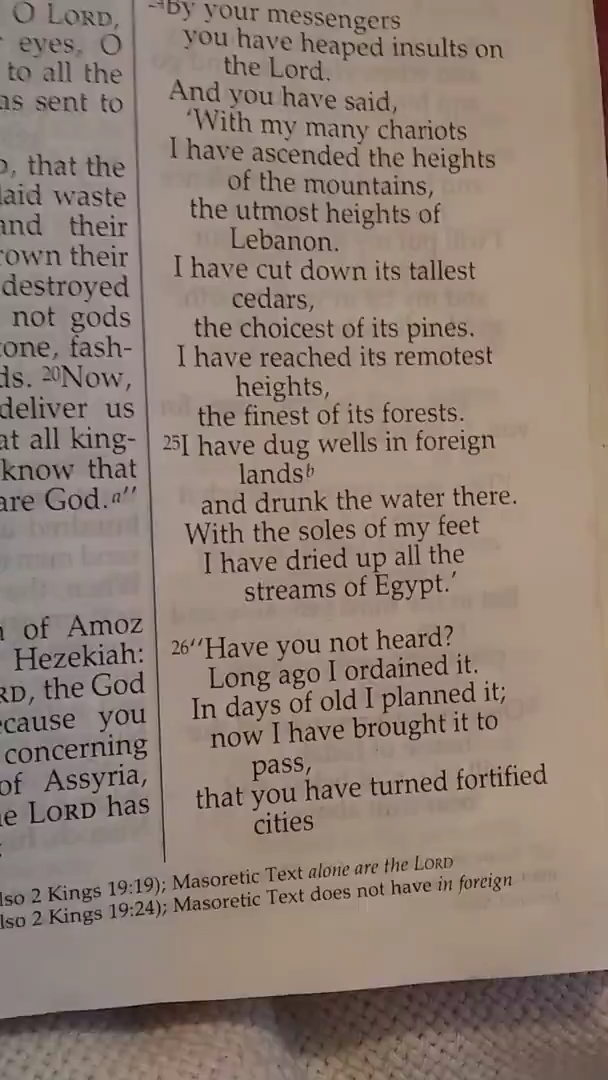 O LORD,
eyes, O
to all the
as sent to
that the
laid waste
and their
own their
destroyed
not gods
one, fash-
ds. 20Now,
deliver us
at all king-
know that
are God.a"
of Amoz
Hezekiah:
RD, the God
ecause you
concerning
of Assyria,
e LORD has
24By your messengers
you have heaped insults on
the Lord.
And you have said,
'With my many chariots
I have ascended the heights
of the mountains,
the utmost heights of
Lebanon.
I have cut down its tallest
cedars,
the choicest of its pines.
I have reached its remotest
heights,
the finest of its forests.
25I have dug wells in foreign
landsb
and drunk the water there.
With the soles of my feet
I have dried up all the
streams of Egypt.'
26"Have you not heard?
Long ago I ordained it.
In days of old I planned it;
now I have brought it to
pass,
that you have turned fortified
cities
lso 2 Kings 19:19); Masoretic Text alone are the LORD
lso 2 Kings 19:24); Masoretic Text does not have in foreign